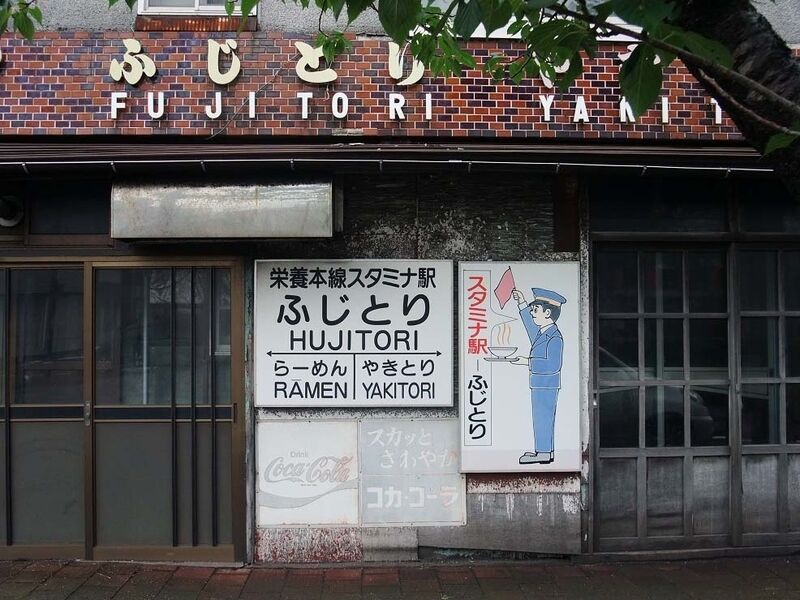 ふじとり
FUJITORI YAKIT
栄養本線スタミナ駅
ふじとり
HUJITORI
らーめん やきとり
RĀMEN YAKITORI
スタミナ駅ーふじとり
Drink
Coca-Cola
スカッと
さわやか
コカ・コーラ